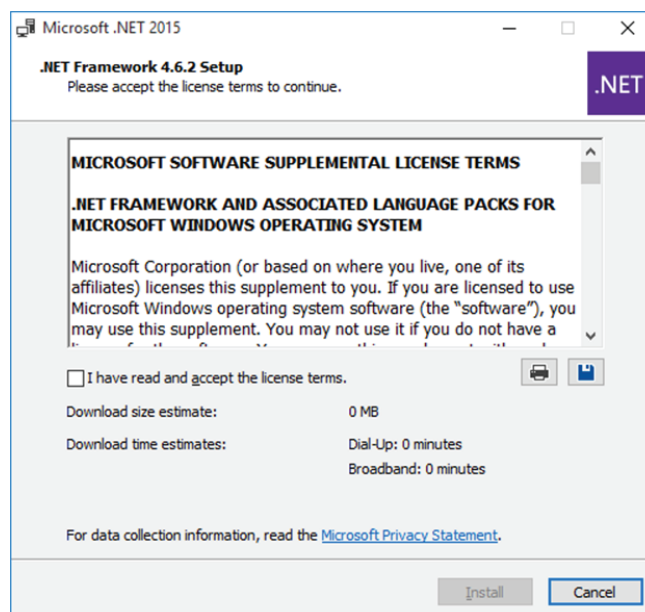 Microsoft .NET 2015
.NET Framework 4.6.2 Setup
Please accept the license terms to continue.
.NET
MICROSOFT SOFTWARE SUPPLEMENTAL LICENSE TERMS
.NET FRAMEWORK AND ASSOCIATED LANGUAGE PACKS FOR
MICROSOFT WINDOWS OPERATING SYSTEM
Microsoft Corporation (or based on where you live, one of its
affiliates) licenses this supplement to you. If you are licensed to use
Microsoft Windows operating system software (the “software”), you
may use this supplement. You may not use it if you do not have a
I have read and accept the license terms.
Download size estimate: 0 MB
Download time estimates: Dial-Up: 0 minutes
Broadband: 0 minutes
For data collection information, read the Microsoft Privacy Statement.
Install Cancel